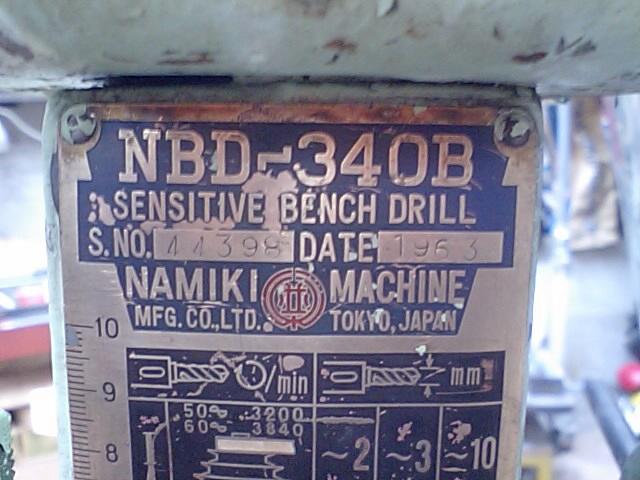 NBD-340B
SENSITIVE BENCH DRILL
S.NO. 44398 DATE 1963
NAMIKI MACHINE
MFG. CO., LTD. TOKYO, JAPAN
10
/min mm
9
50～ 3200
60～ 3840
8
～2 ～3 ～10